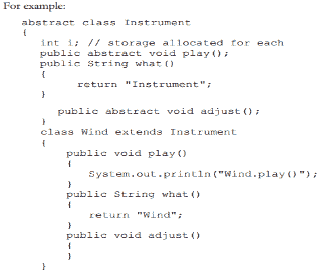 For example:
abstract class Instrument
{
int i; // storage allocated for each
public abstract void play();
public String what()
{
return "Instrument";
}
public abstract void adjust();
}
class Wind extends Instrument
{
public void play()
{
System.out.println("Wind.play()");
}
public String what()
{
return "Wind";
}
public void adjust()
{
}
}